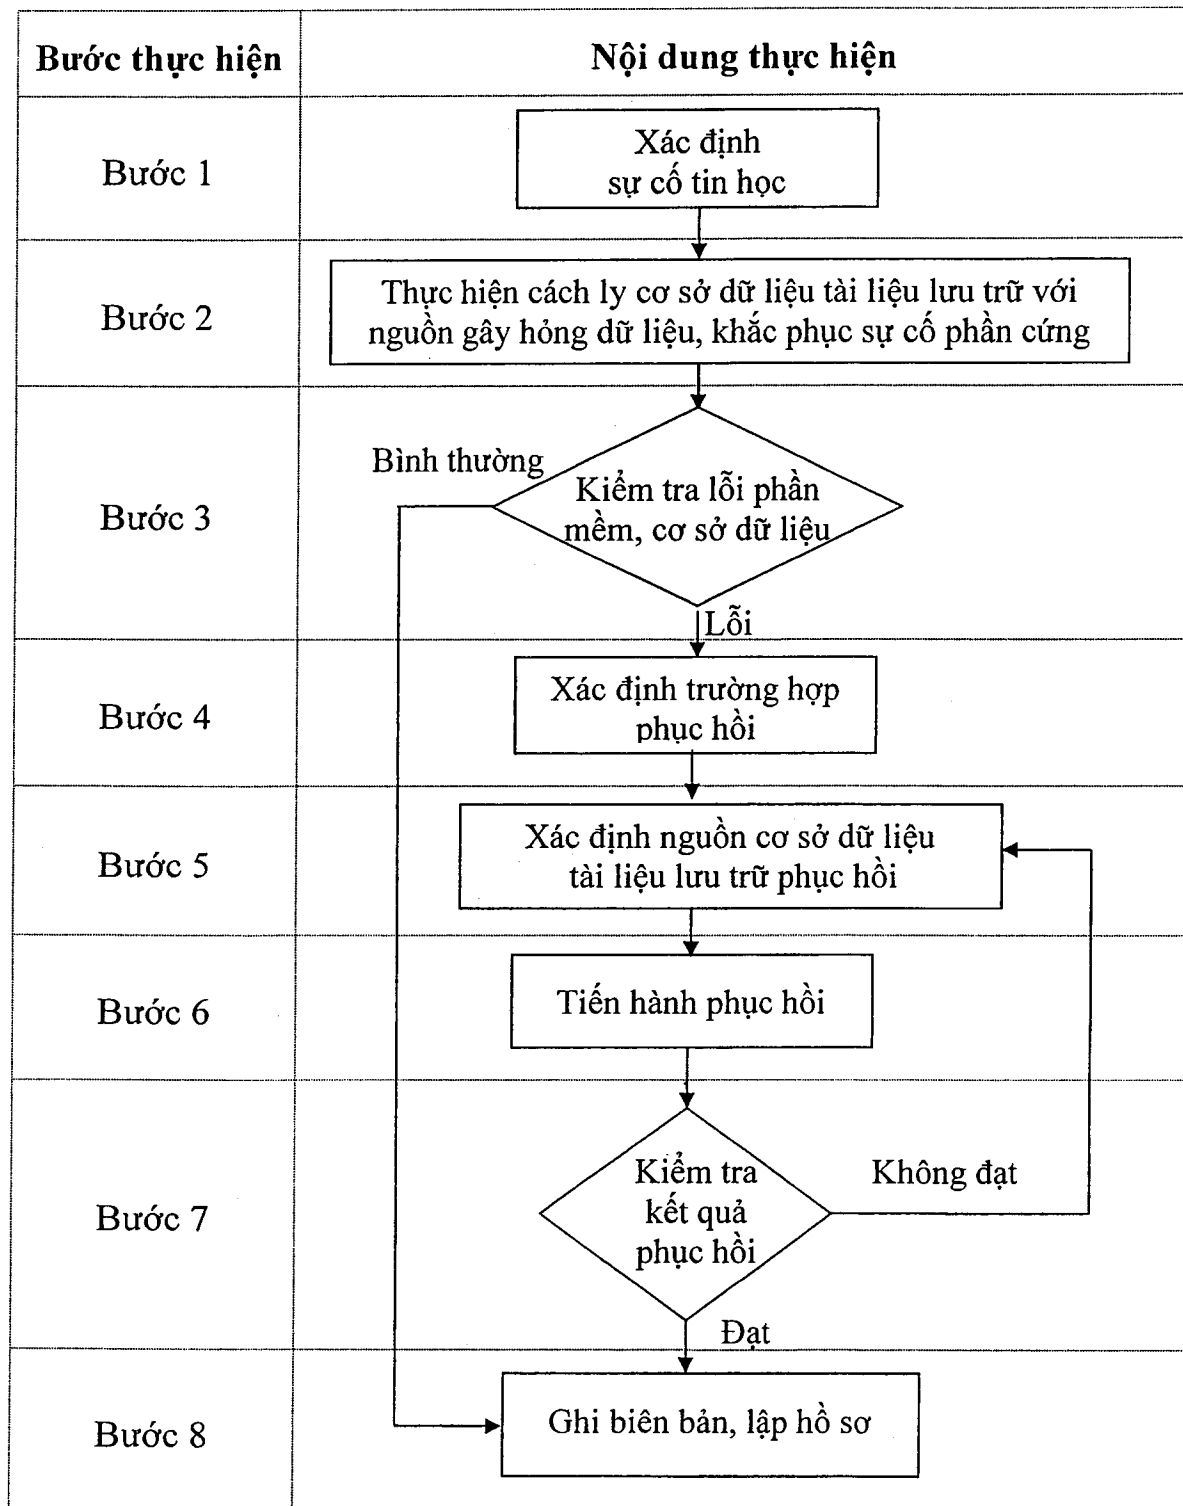 Bước thực hiện
Nội dung thực hiện
Bước 1
Xác định
sự cố tin học
Bước 2
Thực hiện cách ly cơ sở dữ liệu tài liệu lưu trữ với
nguồn gây hỏng dữ liệu, khắc phục sự cố phần cứng
Bước 3
Bình thường
Kiểm tra lỗi phần
mềm, cơ sở dữ liệu
Lỗi
Bước 4
Xác định trường hợp
phục hồi
Bước 5
Xác định nguồn cơ sở dữ liệu
tài liệu lưu trữ phục hồi
Bước 6
Tiến hành phục hồi
Bước 7
Kiểm tra
kết quả
phục hồi
Không đạt
Đạt
Bước 8
Ghi biên bản, lập hồ sơ